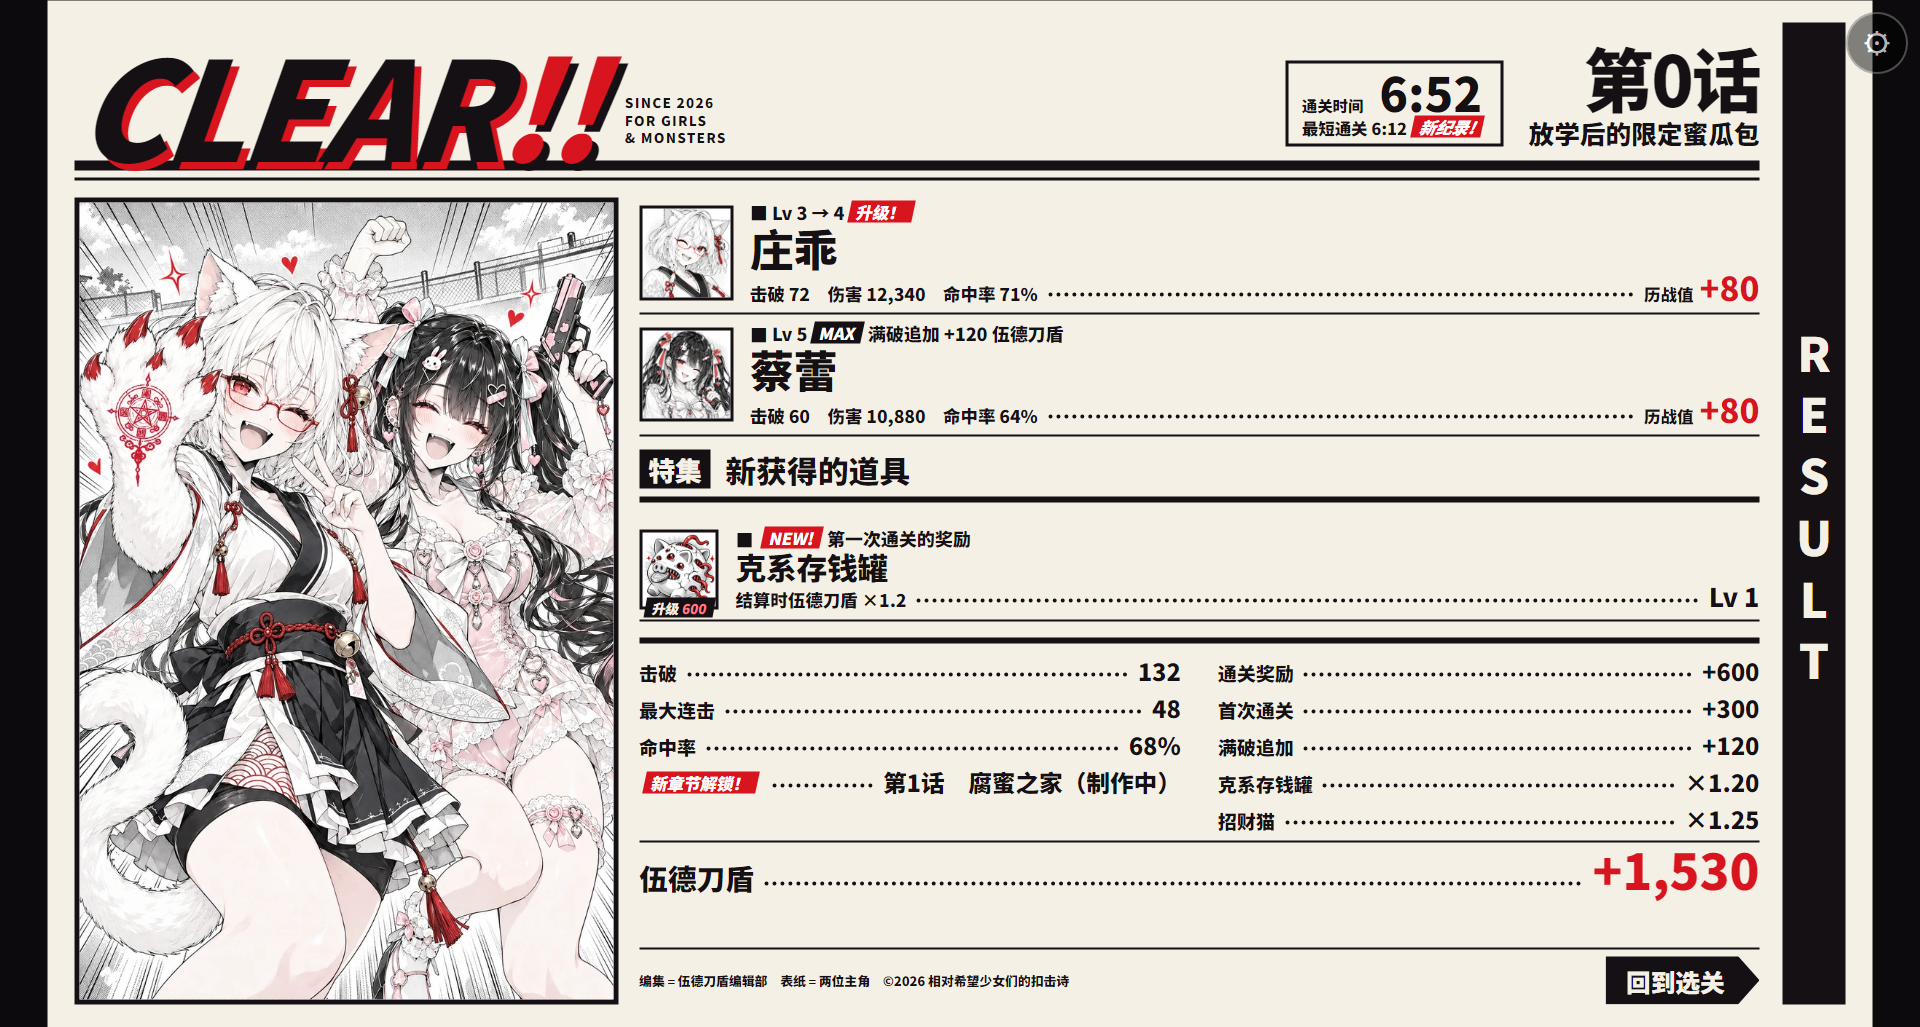 CLEAR!!
SINCE 2026
FOR GIRLS
& MONSTERS
通关时间 6:52
最短通关 6:12 新纪录!
第0话
放学后的限定蜜瓜包
■ Lv 3 → 4 升级!
庄乖
击破 72 伤害 12,340 命中率 71% 历战值 +80
■ Lv 5 MAX 满破追加 +120 伍德刀盾
蔡蕾
击破 60 伤害 10,880 命中率 64% 历战值 +80
特集 新获得的道具
■ NEW! 第一次通关的奖励
克系存钱罐
升级 600
结算时伍德刀盾 ×1.2 Lv 1
击破 132
最大连击 48
命中率 68%
新章节解锁! 第1话 腐蜜之家（制作中）
通关奖励 +600
首次通关 +300
满破追加 +120
克系存钱罐 ×1.20
招财猫 ×1.25
伍德刀盾 +1,530
编集 = 伍德刀盾编辑部 表纸 = 两位主角 ©2026 相对希望少女们的扣击诗
回到选关
RESULT